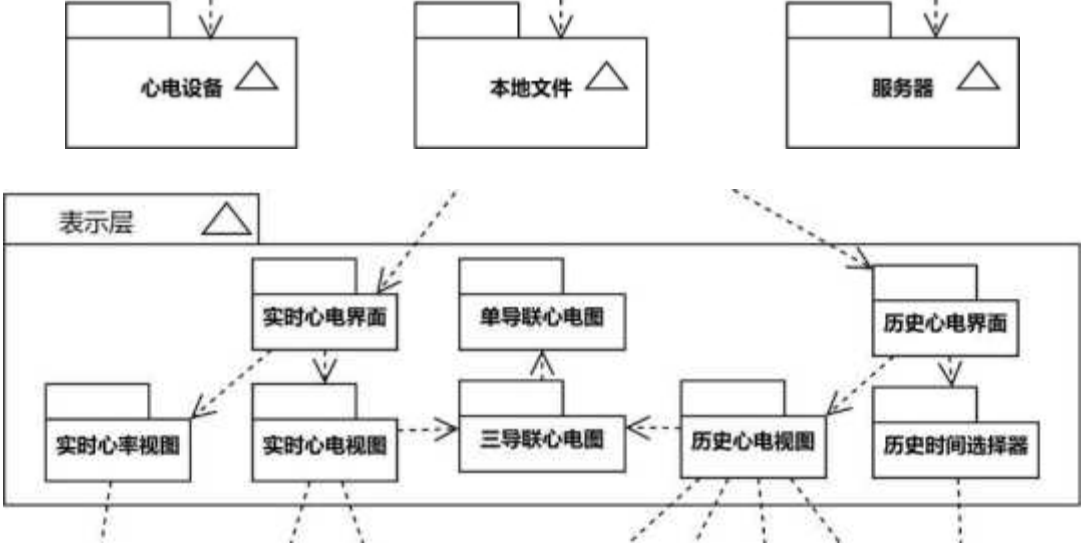 心电设备
本地文件
服务器
表示层
实时心电界面
单导联心电图
历史心电界面
实时心率视图
实时心电视图
三导联心电图
历史心电视图
历史时间选择器